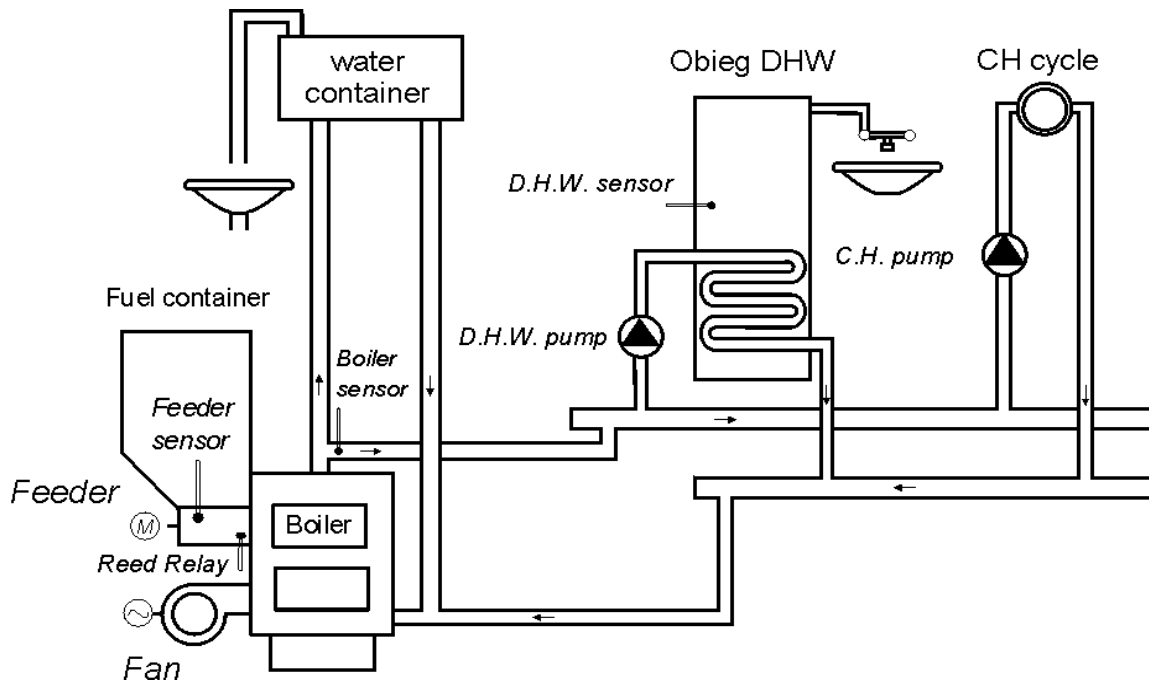 water
container
Obieg DHW
CH cycle
D.H.W. sensor
C.H. pump
Fuel container
D.H.W. pump
Boiler
sensor
Feeder
sensor
Feeder
M
Boiler
Reed Relay
Fan